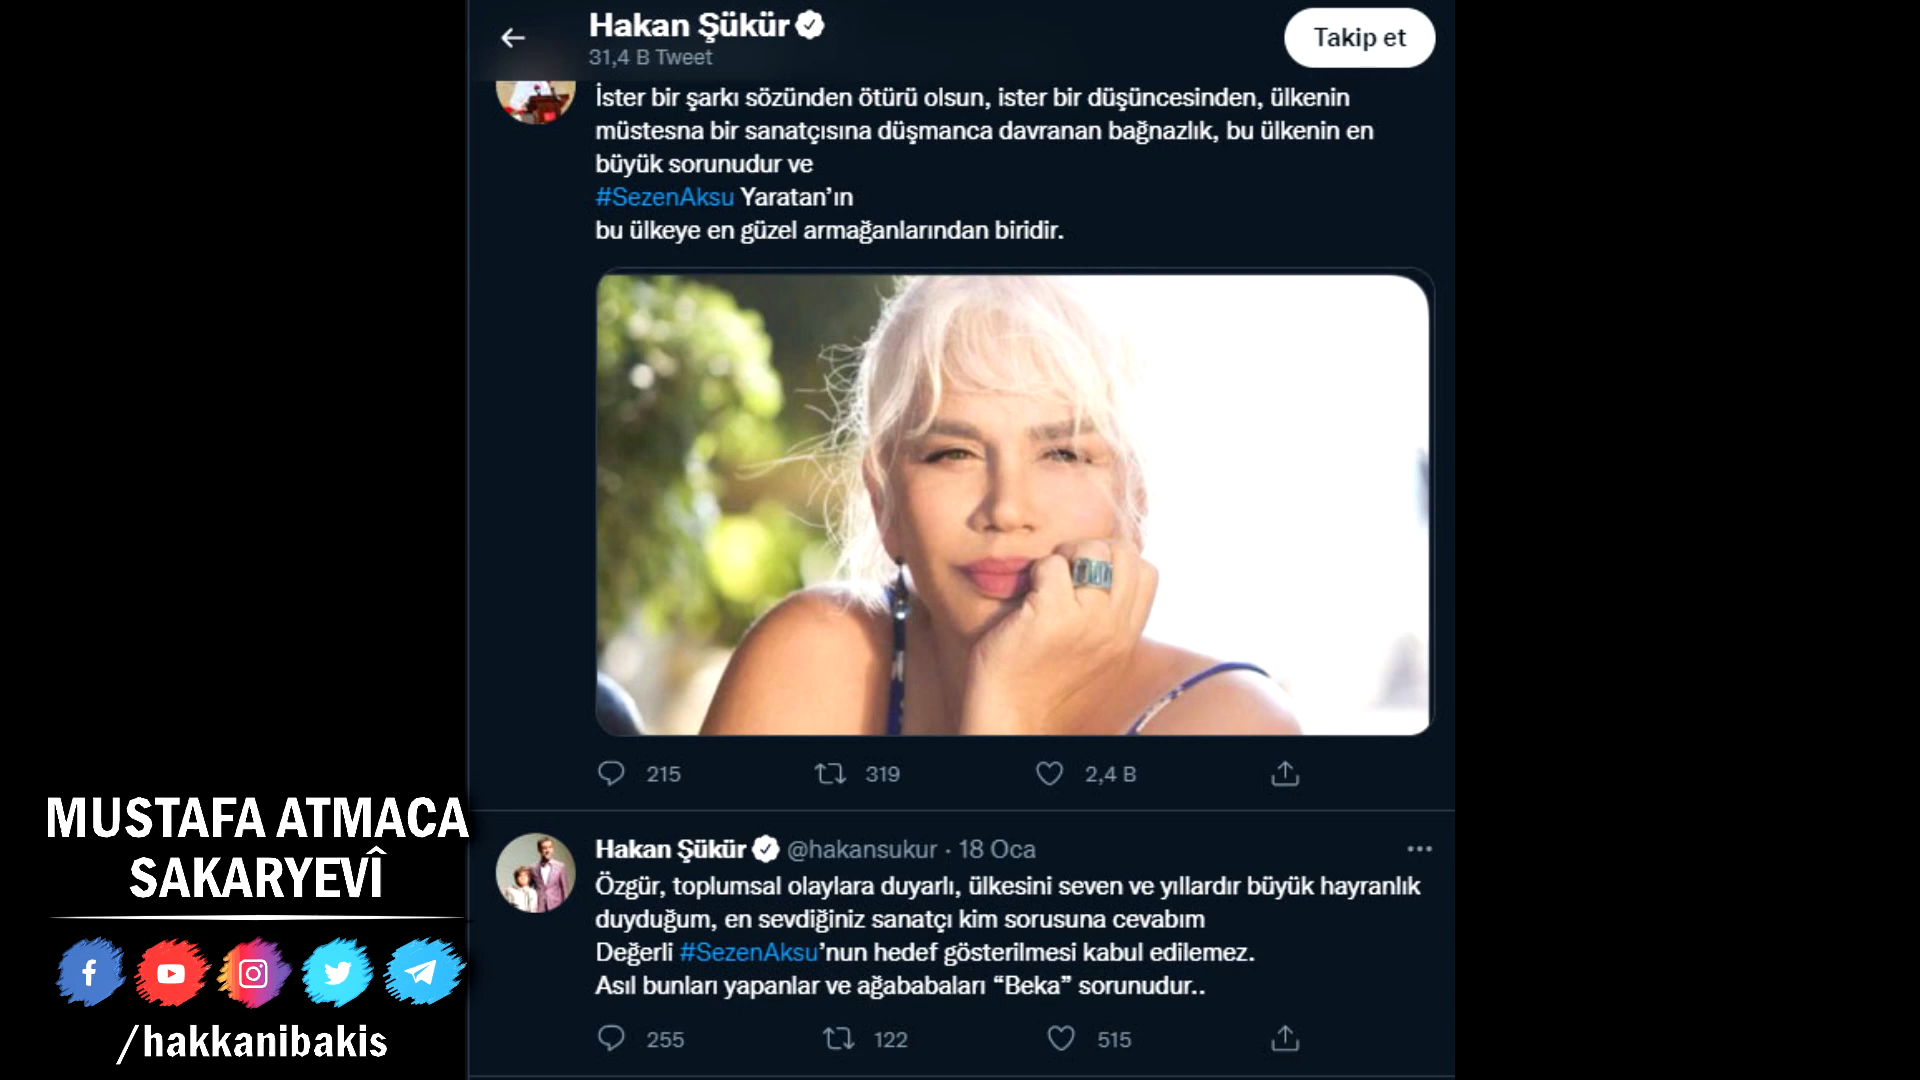 Hakan Şükür
31,4 B Tweet
Takip et
İster bir şarkı sözünden ötürü olsun, ister bir düşüncesinden, ülkenin
müstesna bir sanatçısına düşmanca davranan bağnazlık, bu ülkenin en
büyük sorunudur ve
#SezenAksu Yaratan’ın
bu ülkeye en güzel armağanlarından biridir.
215 319 2,4 B
Hakan Şükür @hakansukur · 18 Oca
Özgür, toplumsal olaylara duyarlı, ülkesini seven ve yıllardır büyük hayranlık
duyduğum, en sevdiğiniz sanatçı kim sorusuna cevabım
Değerli #SezenAksu’nun hedef gösterilmesi kabul edilemez.
Asıl bunları yapanlar ve ağababaları “Beka” sorunudur..
255 122 515
MUSTAFA ATMACA
SAKARYEVÎ
/hakkanibakis